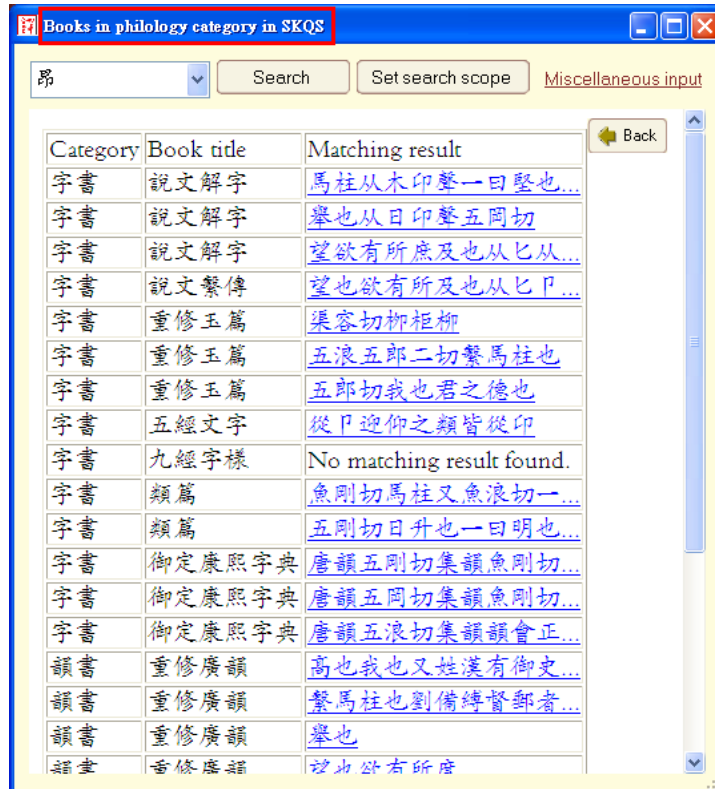 Books in philology category in SKQS
昂 Search Set search scope Miscellaneous input
Back
Category Book title Matching result
字書 說文解字 馬柱从木卬聲一曰堅也...
字書 說文解字 舉也从日卬聲五岡切
字書 說文解字 望欲有所庶及也从匕从...
字書 說文繫傳 望也欲有所及也从匕卩...
字書 重修玉篇 渠容切枊柜枊
字書 重修玉篇 五浪五郎二切繫馬柱也
字書 重修玉篇 五郎切我也君之德也
字書 五經文字 從卩迎仰之類皆從卬
字書 九經字樣 No matching result found.
字書 類篇 魚剛切馬柱又魚浪切一...
字書 類篇 五剛切日升也一曰明也...
字書 御定康熙字典 唐韻五剛切集韻魚剛切...
字書 御定康熙字典 唐韻五岡切集韻魚剛切...
字書 御定康熙字典 唐韻五浪切集韻韻會正...
韻書 重修廣韻 高也我也又姓漢有御史...
韻書 重修廣韻 繫馬柱也劉備縛督郵者...
韻書 重修廣韻 舉也
韻書 重修廣韻 望也欲有所度